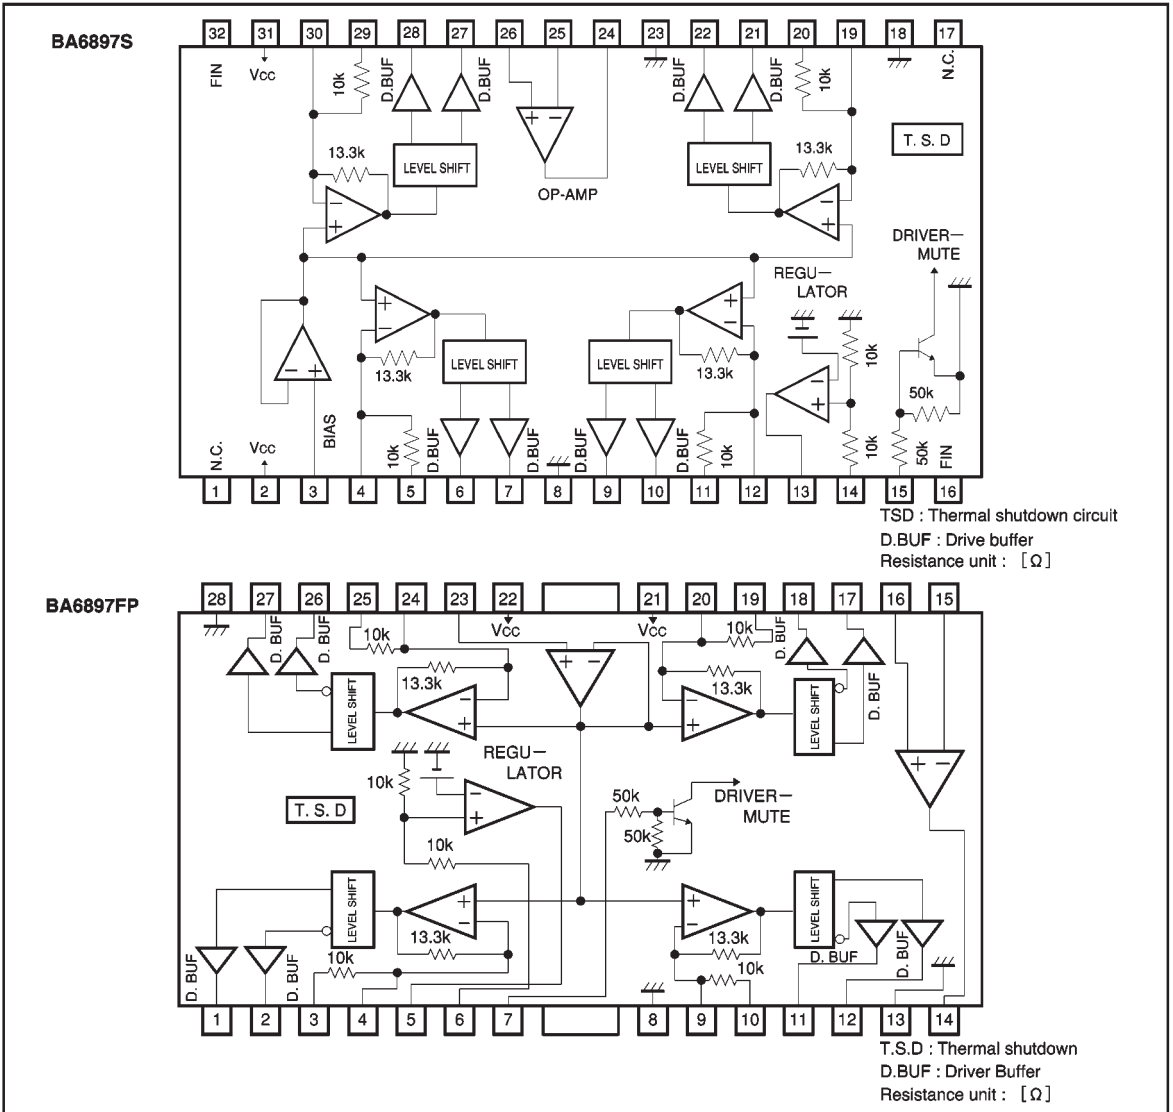 BA6897S
32 31 30 29 28 27 26 25 24 23 22 21 20 19 18 17
FIN
Vcc
10k
D.BUF
D.BUF
D.BUF
D.BUF
10k
N.C.
+ −
T. S. D
13.3k
LEVEL SHIFT
LEVEL SHIFT
13.3k
OP-AMP
−
+
−
+
DRIVER−
MUTE
REGU−
LATOR
+
−
+
−
LEVEL SHIFT
LEVEL SHIFT
13.3k
13.3k
10k
− +
−
+
50k
BIAS
N.C.
Vcc
10k
D.BUF
D.BUF
D.BUF
D.BUF
10k
10k
50k
FIN
1 2 3 4 5 6 7 8 9 10 11 12 13 14 15 16
TSD : Thermal shutdown circuit
D.BUF : Drive buffer
Resistance unit : [Ω]
BA6897FP
28 27 26 25 24 23 22 21 20 19 18 17 16 15
D. BUF
D. BUF
10k
Vcc
Vcc
10k
D. BUF
D. BUF
+ −
13.3k
13.3k
LEVEL SHIFT
−
+
−
+
LEVEL SHIFT
REGU−
LATOR
+ −
10k
−
+
T. S. D
50k
DRIVER−
MUTE
50k
10k
LEVEL SHIFT
+
−
+
−
LEVEL SHIFT
13.3k
13.3k
10k
10k
D. BUF
D. BUF
D. BUF
D. BUF
1 2 3 4 5 6 7 8 9 10 11 12 13 14
T.S.D : Thermal shutdown
D.BUF : Driver Buffer
Resistance unit : [Ω]